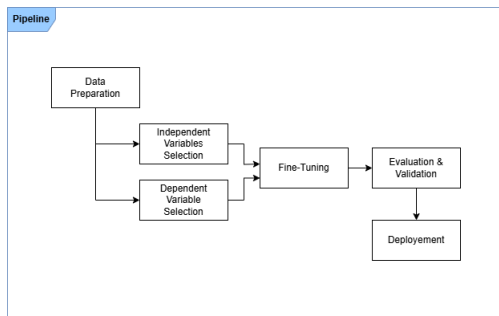 Pipeline
Data
Preparation
Independent
Variables
Selection
Dependent
Variable
Selection
Fine-Tuning
Evaluation &
Validation
Deployement